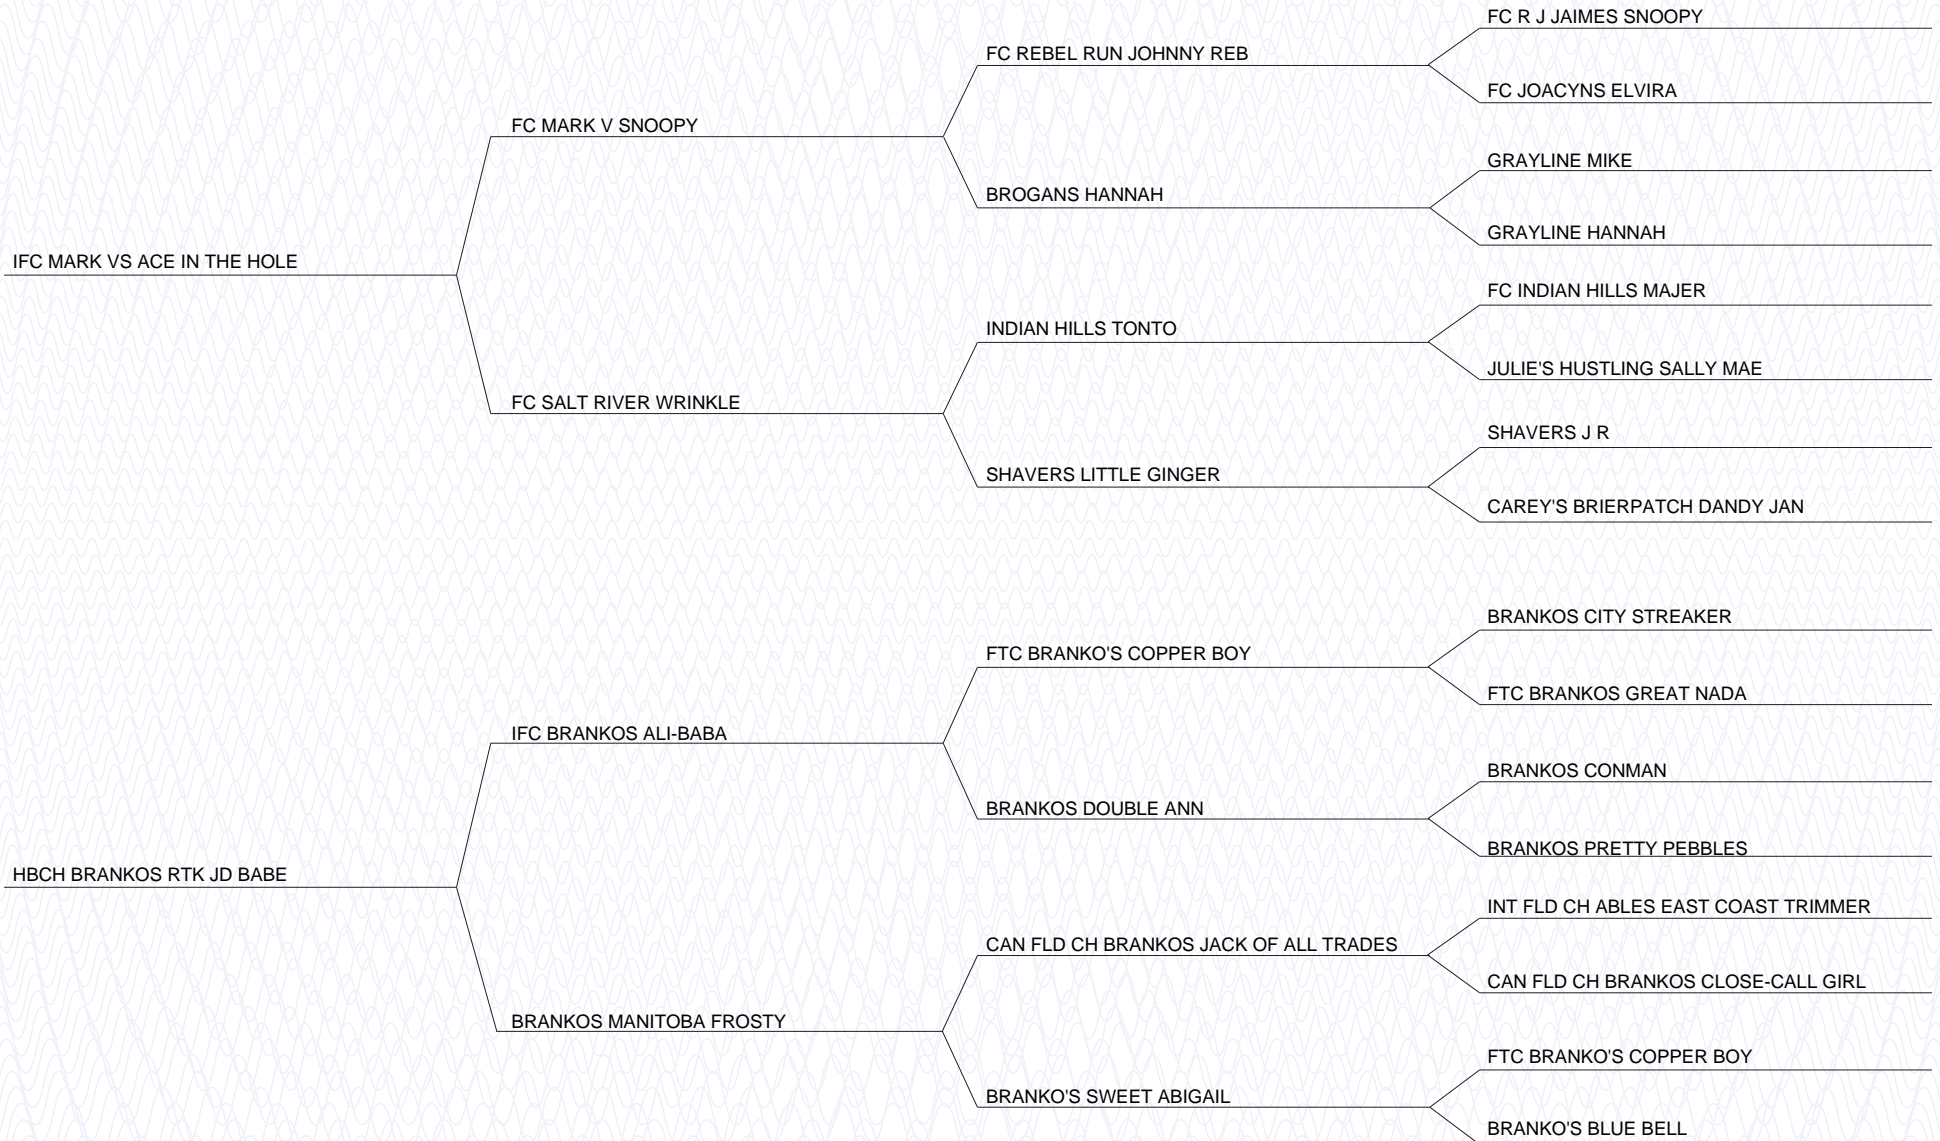 FC R J JAIMES SNOOPY
FC REBEL RUN JOHNNY REB
FC JOACYNS ELVIRA
FC MARK V SNOOPY
GRAYLINE MIKE
BROGANS HANNAH
GRAYLINE HANNAH
IFC MARK VS ACE IN THE HOLE
FC INDIAN HILLS MAJER
INDIAN HILLS TONTO
JULIE'S HUSTLING SALLY MAE
FC SALT RIVER WRINKLE
SHAVERS J R
SHAVERS LITTLE GINGER
CAREY'S BRIERPATCH DANDY JAN
BRANKOS CITY STREAKER
FTC BRANKO'S COPPER BOY
FTC BRANKOS GREAT NADA
IFC BRANKOS ALI-BABA
BRANKOS CONMAN
BRANKOS DOUBLE ANN
BRANKOS PRETTY PEBBLES
HBCH BRANKOS RTK JD BABE
INT FLD CH ABLES EAST COAST TRIMMER
CAN FLD CH BRANKOS JACK OF ALL TRADES
CAN FLD CH BRANKOS CLOSE-CALL GIRL
BRANKOS MANITOBA FROSTY
FTC BRANKO'S COPPER BOY
BRANKO'S SWEET ABIGAIL
BRANKO'S BLUE BELL